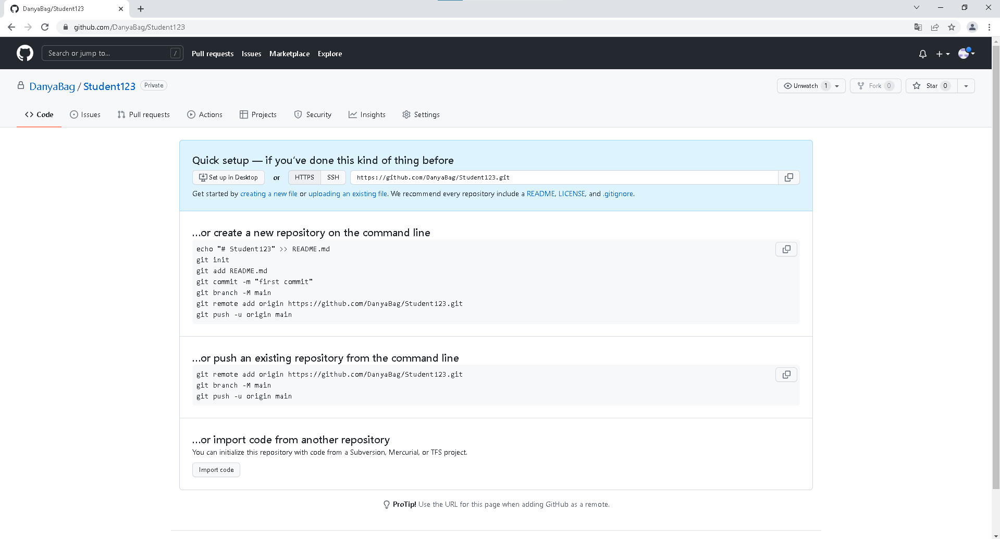 DanyaBag/Student123
github.com/DanyaBag/Student123
Search or jump to... /
Pull requests Issues Marketplace Explore
DanyaBag / Student123 Private
Unwatch 1 Fork 0 Star 0
Code Issues Pull requests Actions Projects Security Insights Settings
Quick setup — if you’ve done this kind of thing before
Set up in Desktop or HTTPS SSH https://github.com/DanyaBag/Student123.git
Get started by creating a new file or uploading an existing file. We recommend every repository include a README, LICENSE, and .gitignore.
…or create a new repository on the command line
echo "# Student123" >> README.md
git init
git add README.md
git commit -m "first commit"
git branch -M main
git remote add origin https://github.com/DanyaBag/Student123.git
git push -u origin main
…or push an existing repository from the command line
git remote add origin https://github.com/DanyaBag/Student123.git
git branch -M main
git push -u origin main
…or import code from another repository
You can initialize this repository with code from a Subversion, Mercurial, or TFS project.
Import code
ProTip! Use the URL for this page when adding GitHub as a remote.